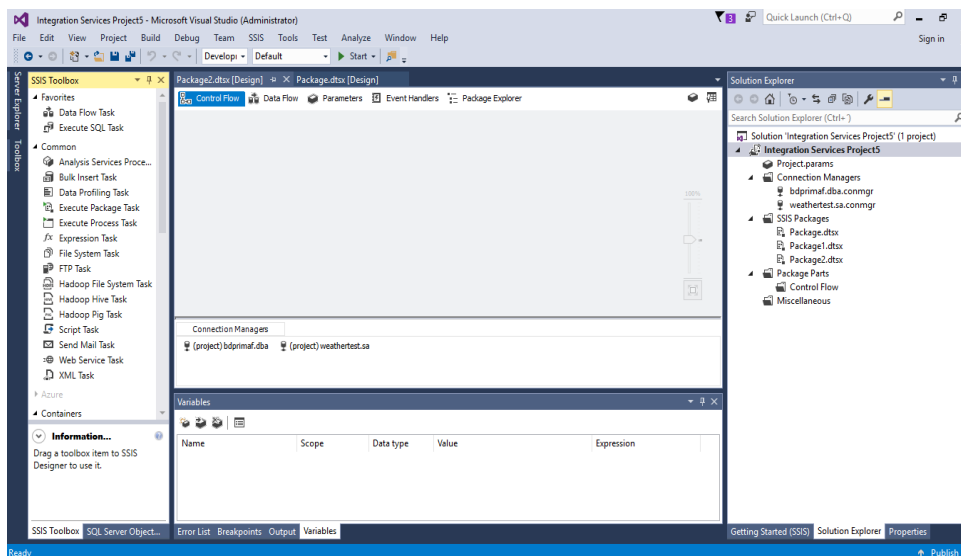 Integration Services Project5 - Microsoft Visual Studio (Administrator)
3
Quick Launch (Ctrl+Q)
File Edit View Project Build Debug Team SSIS Tools Test Analyze Window Help
Sign in
Developi Default Start
Server Explorer
Toolbox
SSIS Toolbox
Favorites
Data Flow Task
Execute SQL Task
Common
Analysis Services Proce...
Bulk Insert Task
Data Profiling Task
Execute Package Task
Execute Process Task
fx Expression Task
File System Task
FTP Task
Hadoop File System Task
Hadoop Hive Task
Hadoop Pig Task
Script Task
Send Mail Task
Web Service Task
XML Task
Azure
Containers
Information...
Drag a toolbox item to SSIS
Designer to use it.
SSIS Toolbox SQL Server Object...
Package2.dtsx [Design] Package.dtsx [Design]
Control Flow Data Flow Parameters Event Handlers Package Explorer
100%
Connection Managers
(project) bdprimaf.dba (project) weathertest.sa
Variables
Name Scope Data type Value Expression
Error List Breakpoints Output Variables
Solution Explorer
Search Solution Explorer (Ctrl+¨)
Solution 'Integration Services Project5' (1 project)
Integration Services Project5
Project.params
Connection Managers
bdprimaf.dba.conmgr
weathertest.sa.conmgr
SSIS Packages
Package.dtsx
Package1.dtsx
Package2.dtsx
Package Parts
Control Flow
Miscellaneous
Getting Started (SSIS) Solution Explorer Properties
Ready
Publish